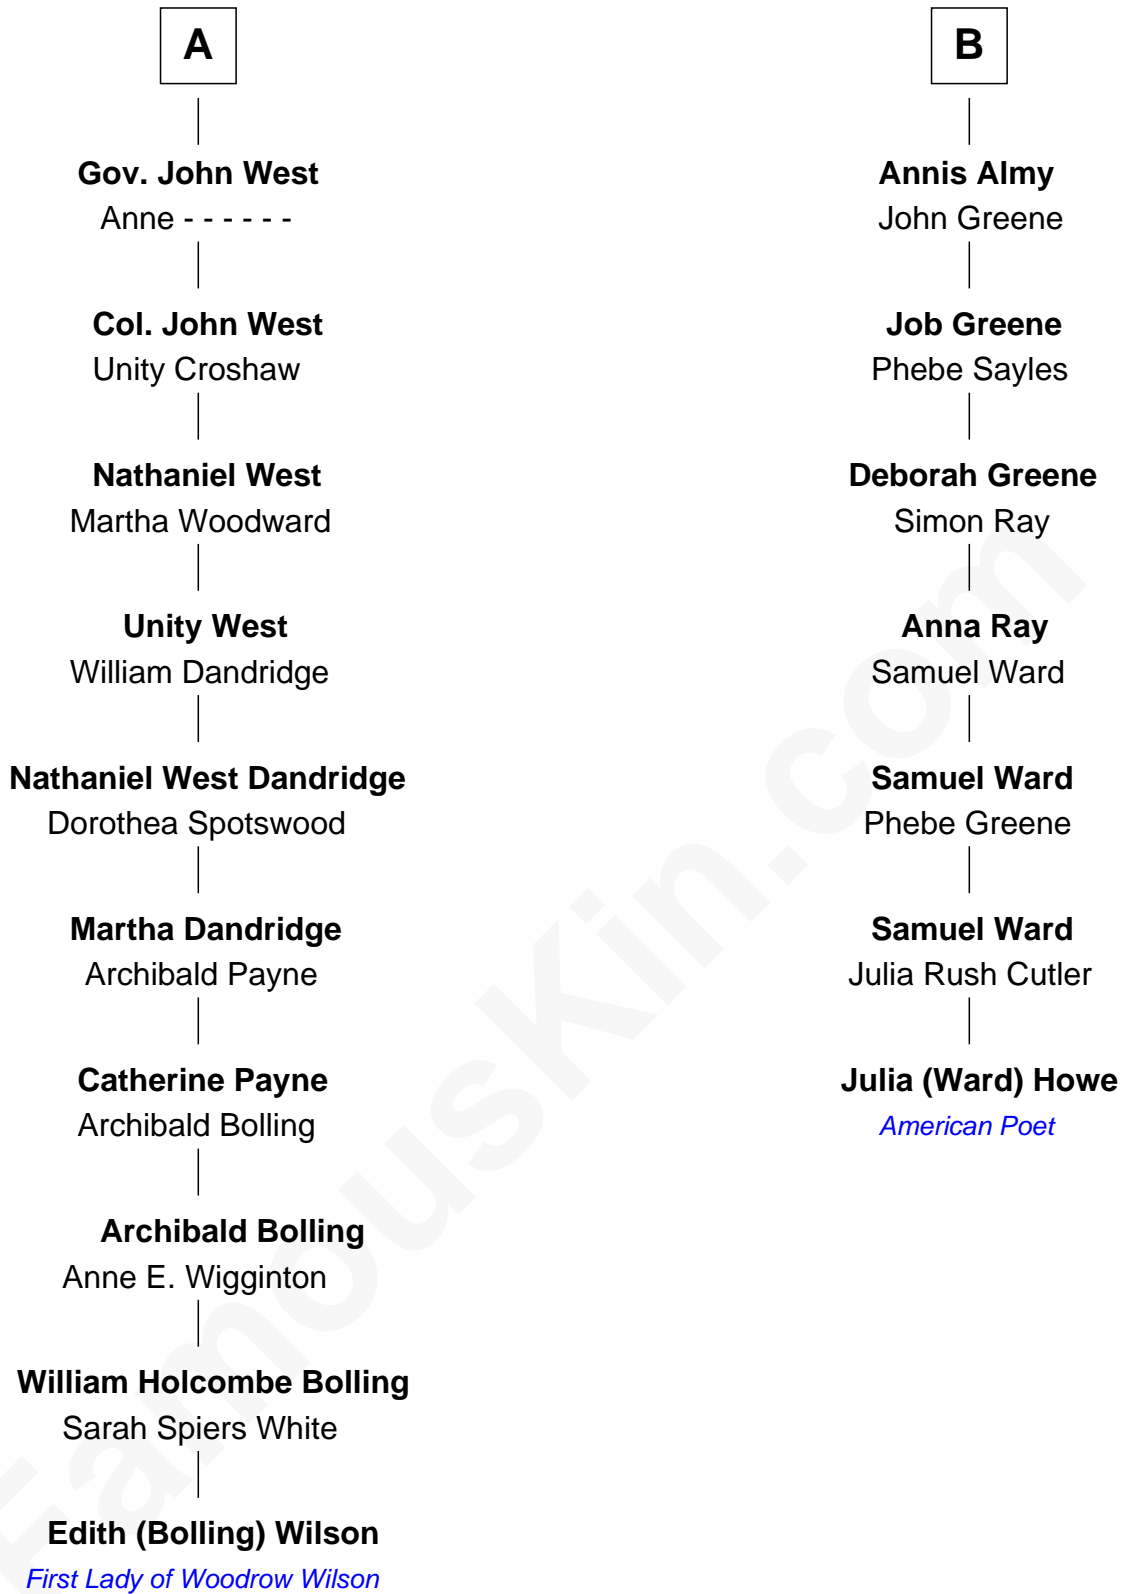 A
Gov. John West
Anne - - - - - -
Col. John West
Unity Croshaw
Nathaniel West
Martha Woodward
Unity West
William Dandridge
Nathaniel West Dandridge
Dorothea Spotswood
Martha Dandridge
Archibald Payne
Catherine Payne
Archibald Bolling
Archibald Bolling
Anne E. Wigginton
William Holcombe Bolling
Sarah Spiers White
Edith (Bolling) Wilson
First Lady of Woodrow Wilson
B
Annis Almy
John Greene
Job Greene
Phebe Sayles
Deborah Greene
Simon Ray
Anna Ray
Samuel Ward
Samuel Ward
Phebe Greene
Samuel Ward
Julia Rush Cutler
Julia (Ward) Howe
American Poet
FamousKin.com